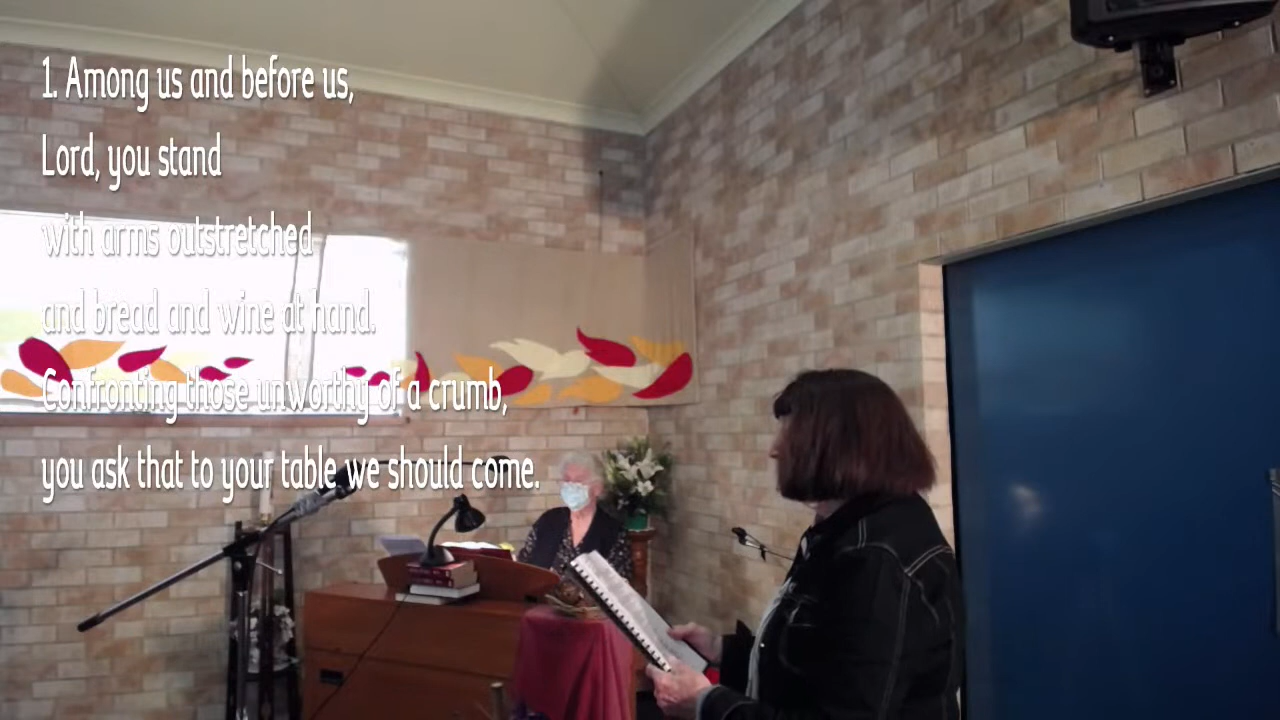 1. Among us and before us,
Lord, you stand
with arms outstretched
and bread and wine at hand.
Confronting those unworthy of a crumb,
you ask that to your table we should come.